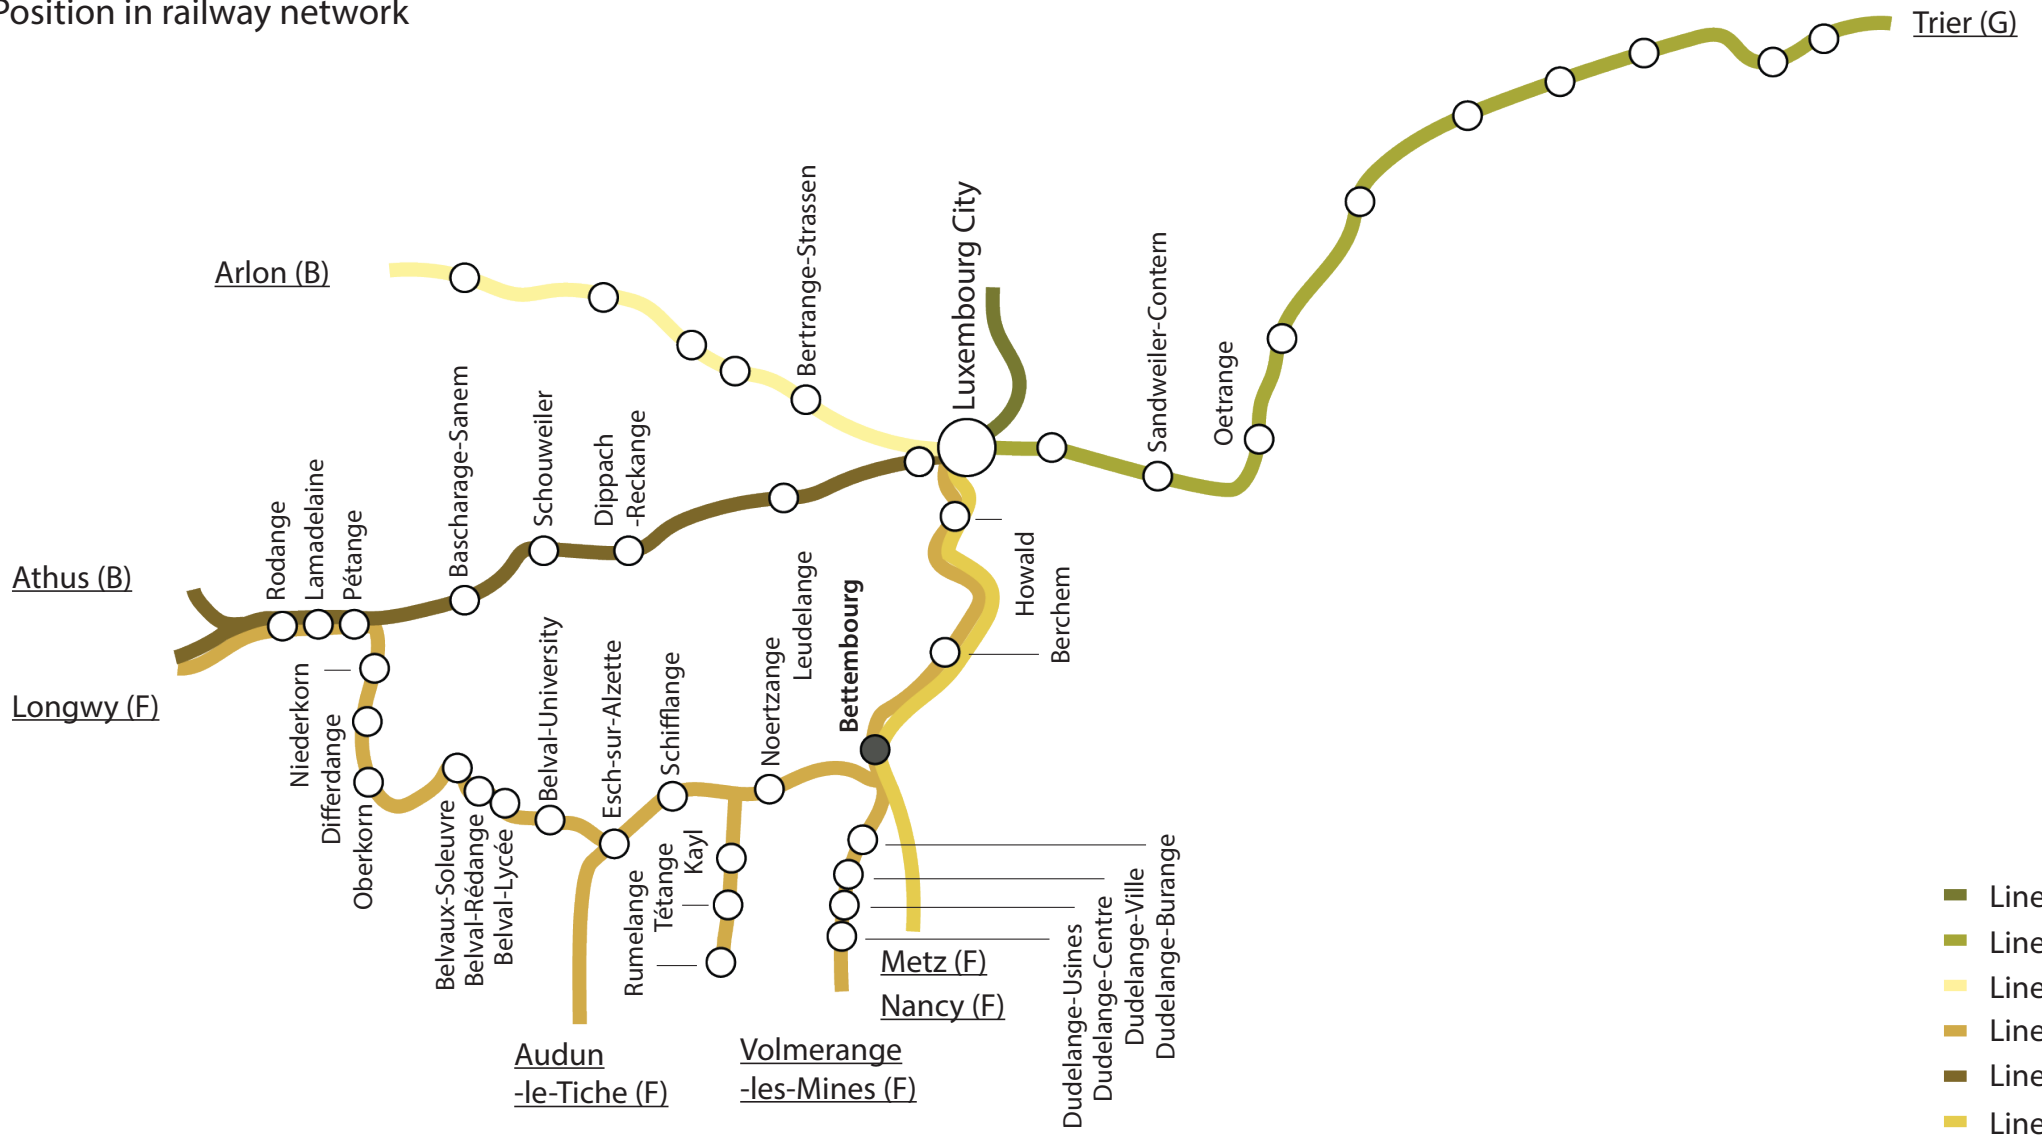 Position in railway network
Trier (G)
Arlon (B)
Bertrange-Strassen
Luxembourg City
Sandweiler-Contern
Oetrange
Bascharage-Sanem
Schouweiler
Dippach
-Reckange
Rodange
Lamadelaine
Pétange
Athus (B)
Longwy (F)
Leudelange
Howald
Berchem
Bettembourg
Noertzange
Schifflange
Esch-sur-Alzette
Belval-University
Niederkorn
Differdange
Oberkorn
Belvaux-Soleuvre
Belval-Rédange
Belval-Lycée
Rumelange
Tétange
Kayl
Dudelange-Usines
Dudelange-Centre
Dudelange-Ville
Dudelange-Burange
Metz (F)
Nancy (F)
Audun
-le-Tiche (F)
Volmerange
-les-Mines (F)
Line
Line
Line
Line
Line
Line